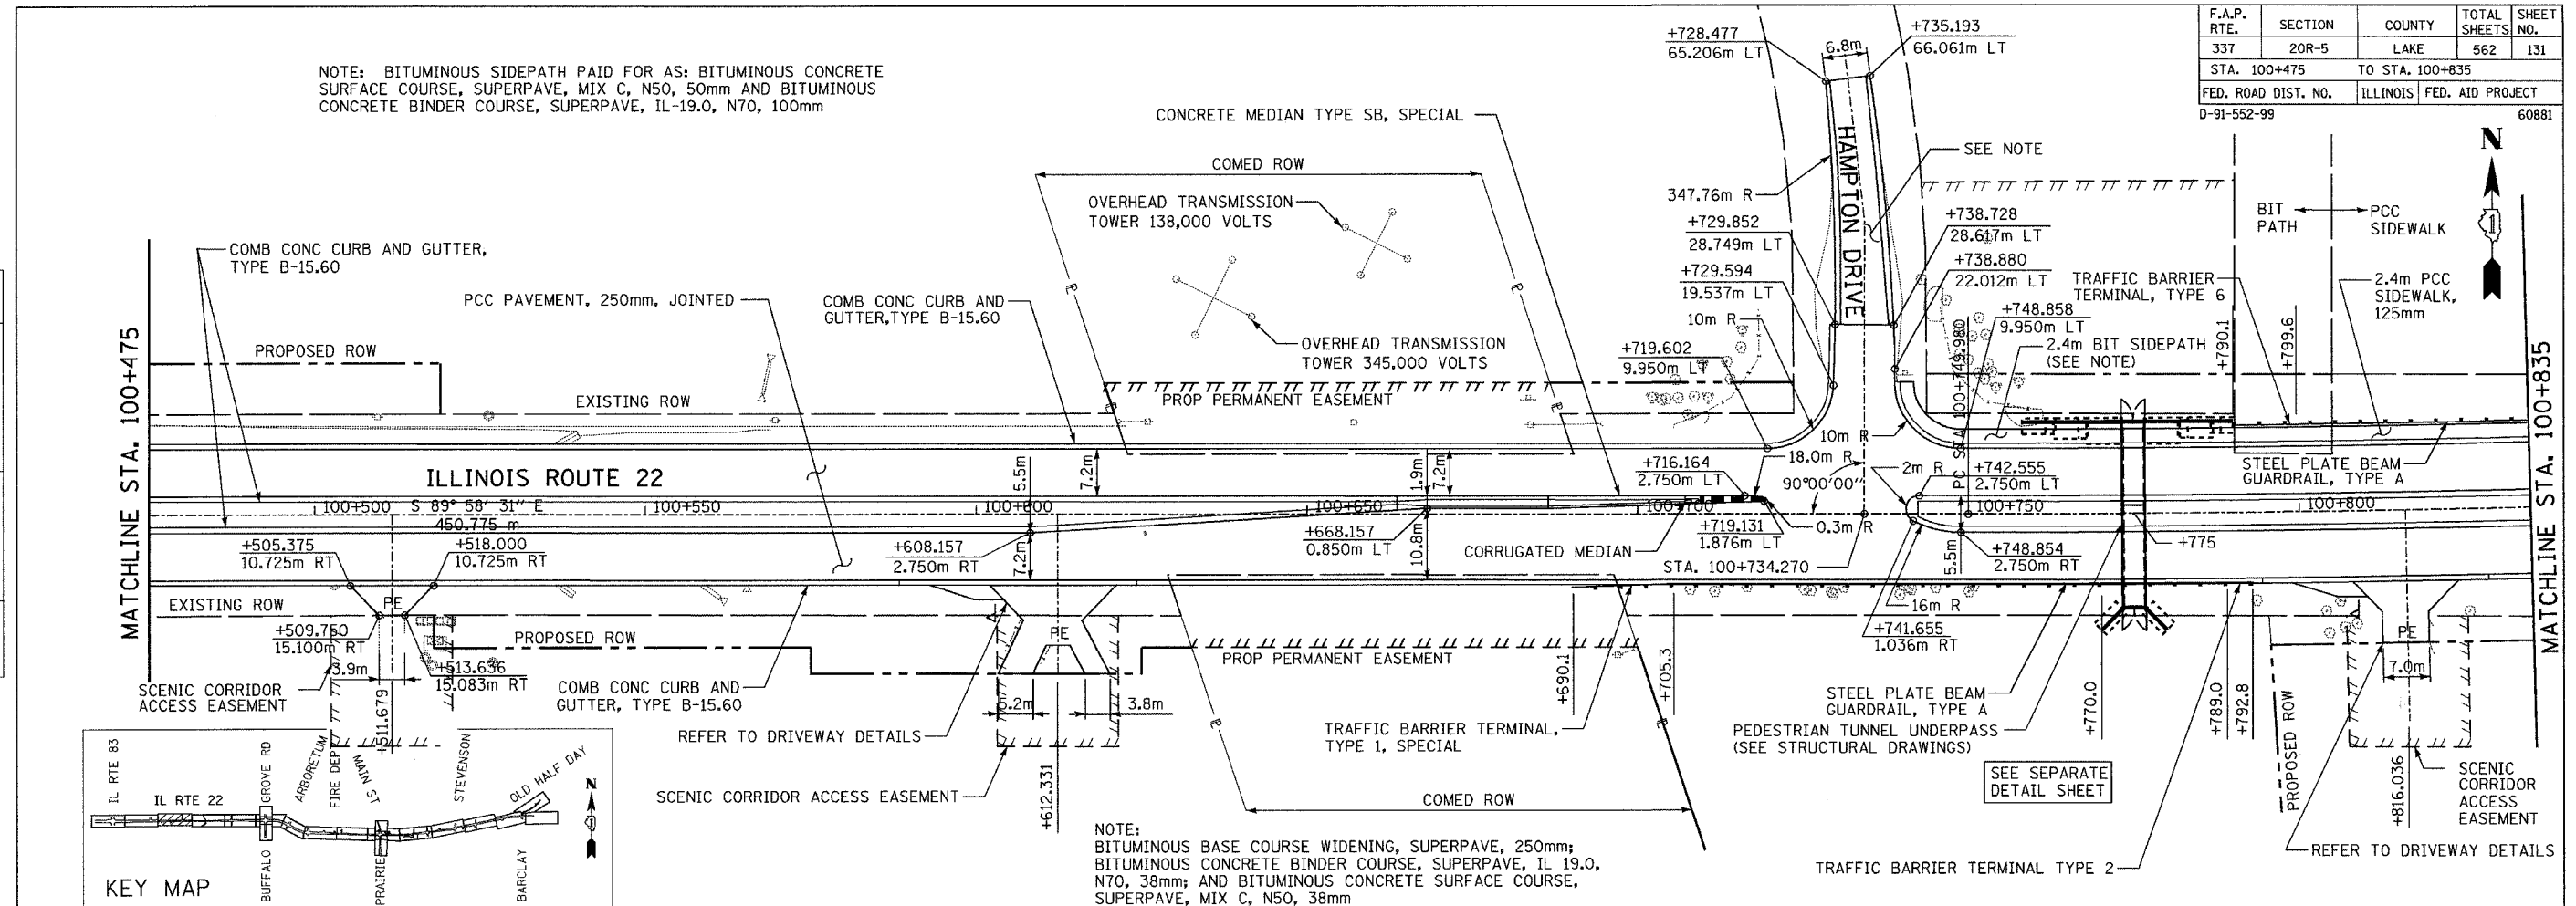 F.A.P. RTE. SECTION COUNTY TOTAL SHEETS SHEET NO.
337 20R-5 LAKE 562 131
STA. 100+475 TO STA. 100+835
FED. ROAD DIST. NO. ILLINOIS FED. AID PROJECT
D-91-552-99 60881
NOTE: BITUMINOUS SIDEPATH PAID FOR AS: BITUMINOUS CONCRETE
SURFACE COURSE, SUPERPAVE, MIX C, N50, 50mm AND BITUMINOUS
CONCRETE BINDER COURSE, SUPERPAVE, IL-19.0, N70, 100mm
+728.477
65.206m LT
6.8m
+735.193
66.061m LT
N
CONCRETE MEDIAN TYPE SB, SPECIAL
COMED ROW
OVERHEAD TRANSMISSION
TOWER 138,000 VOLTS
OVERHEAD TRANSMISSION
TOWER 345,000 VOLTS
HAMPTON DRIVE
SEE NOTE
347.76m R
+729.852
28.749m LT
+729.594
19.537m LT
10m R
+719.602
9.950m LT
+738.728
28.617m LT
+738.880
22.012m LT
+748.858
9.950m LT
2.4m BIT SIDEPATH
(SEE NOTE)
TRAFFIC BARRIER
TERMINAL, TYPE 6
BIT
PATH
PCC
SIDEWALK
2.4m PCC
SIDEWALK,
125mm
+790.1
+799.6
MATCHLINE STA. 100+475
MATCHLINE STA. 100+835
COMB CONC CURB AND GUTTER,
TYPE B-15.60
PCC PAVEMENT, 250mm, JOINTED
COMB CONC CURB AND
GUTTER,TYPE B-15.60
PROPOSED ROW
EXISTING ROW
PROP PERMANENT EASEMENT
ILLINOIS ROUTE 22
5.5m
7.2m
1.9m
7.2m
10m R
18.0m R
90°00'00"
2m R
PC STA 100+749.980
+716.164
2.750m LT
+742.555
2.750m LT
STEEL PLATE BEAM
GUARDRAIL, TYPE A
100+500
S 89° 58' 31" E
450.775 m
100+550
100+600
100+650
100+700
100+750
100+800
+505.375
10.725m RT
+518.000
10.725m RT
+608.157
2.750m RT
7.2m
+668.157
0.850m LT
10.8m
CORRUGATED MEDIAN
+719.131
1.876m LT
0.3m R
STA. 100+734.270
5.5m
+748.854
2.750m RT
+775
16m R
+741.655
1.036m RT
EXISTING ROW
PE
+509.750
15.100m RT
3.9m
+513.636
15.083m RT
+511.679
PROPOSED ROW
SCENIC CORRIDOR
ACCESS EASEMENT
COMB CONC CURB AND
GUTTER, TYPE B-15.60
PE
5.2m
3.8m
+612.331
REFER TO DRIVEWAY DETAILS
SCENIC CORRIDOR ACCESS EASEMENT
PROP PERMANENT EASEMENT
+690.1
+705.3
TRAFFIC BARRIER TERMINAL,
TYPE 1, SPECIAL
COMED ROW
STEEL PLATE BEAM
GUARDRAIL, TYPE A
PEDESTRIAN TUNNEL UNDERPASS
(SEE STRUCTURAL DRAWINGS)
SEE SEPARATE
DETAIL SHEET
+770.0
+789.0
+792.8
PROPOSED ROW
PE
7.0m
+816.036
SCENIC
CORRIDOR
ACCESS
EASEMENT
REFER TO DRIVEWAY DETAILS
TRAFFIC BARRIER TERMINAL TYPE 2
NOTE:
BITUMINOUS BASE COURSE WIDENING, SUPERPAVE, 250mm;
BITUMINOUS CONCRETE BINDER COURSE, SUPERPAVE, IL 19.0,
N70, 38mm; AND BITUMINOUS CONCRETE SURFACE COURSE,
SUPERPAVE, MIX C, N50, 38mm
IL RTE 83
IL RTE 22
BUFFALO GROVE RD
ARBORETUM
FIRE DEPT
MAIN ST
PRAIRIE
STEVENSON
OLD HALF DAY
BARCLAY
N
KEY MAP